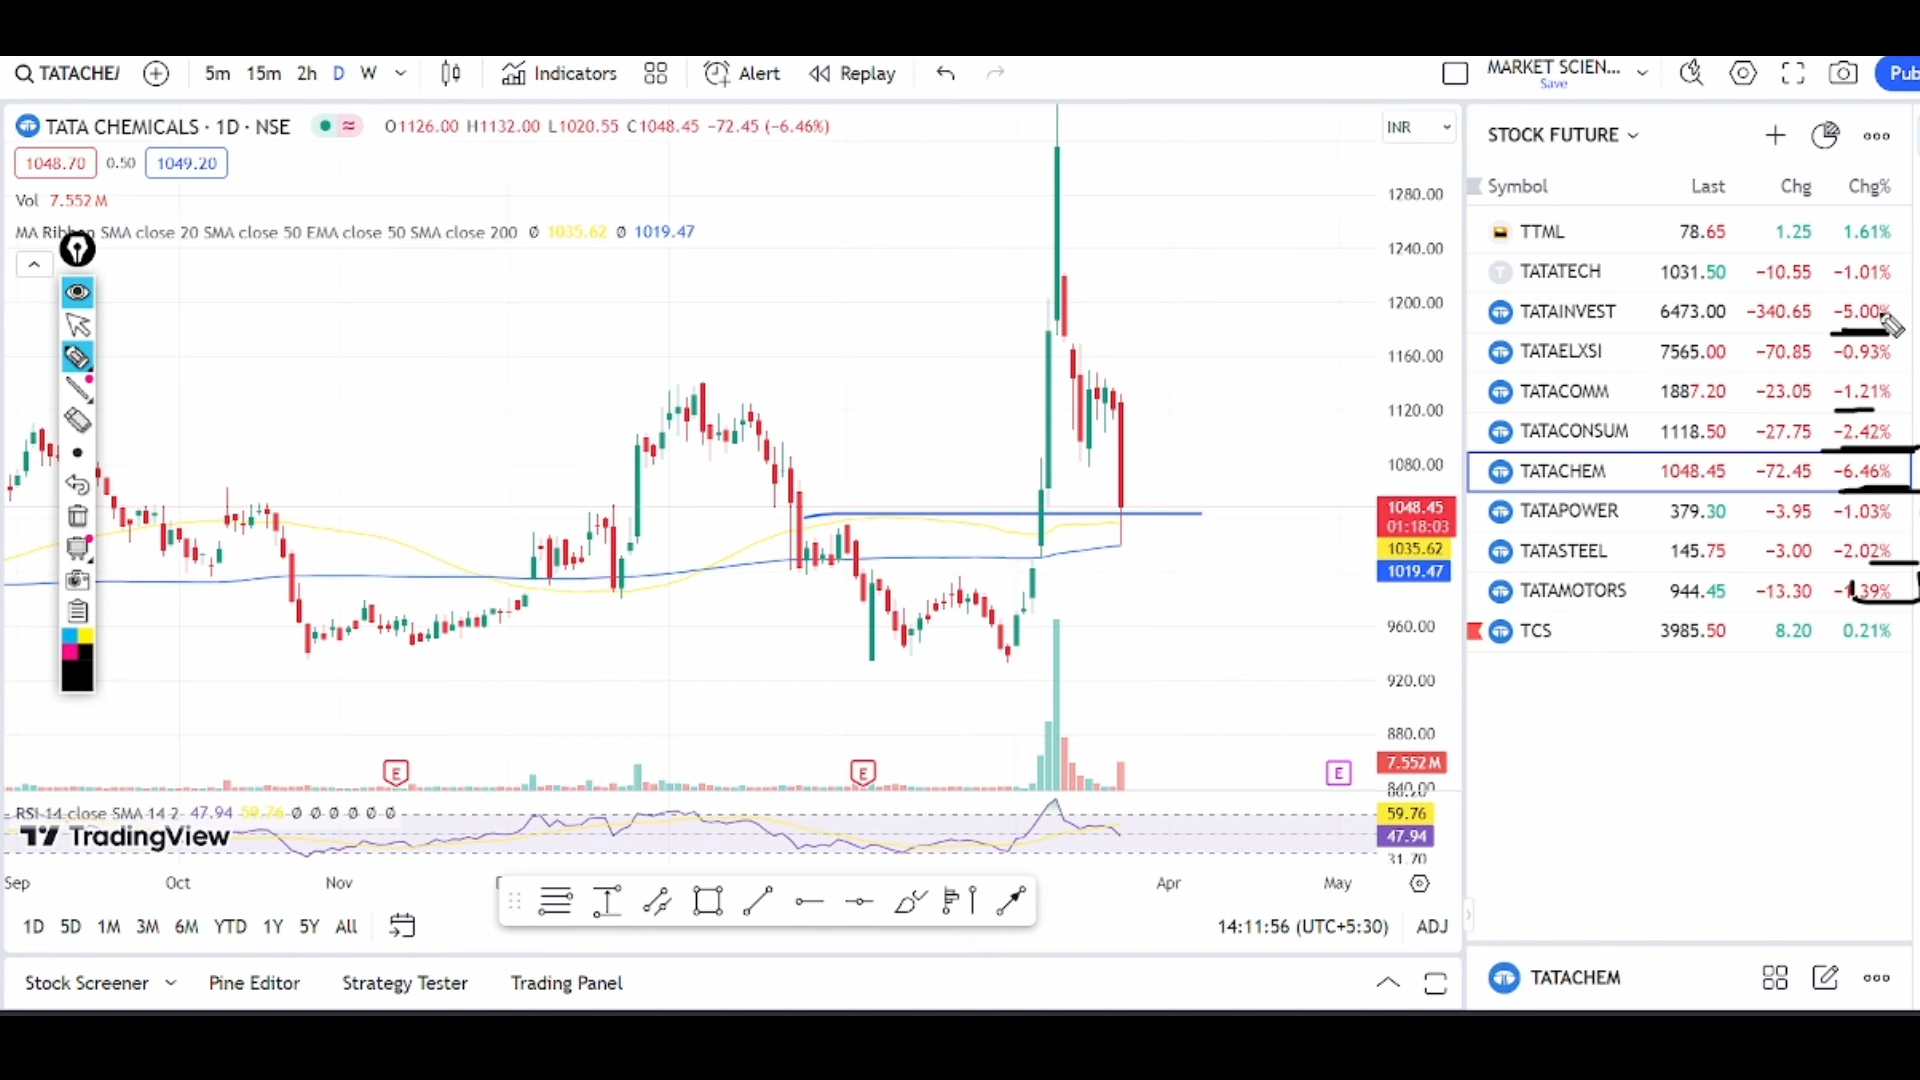 TATACHE/ 5m 15m 2h D W Indicators Alert Replay MARKET SCIEN... Save Pub
TATA CHEMICALS · 1D · NSE O1126.00 H1132.00 L1020.55 C1048.45 −72.45 (−6.46%)
1048.70 0.50 1049.20
Vol 7.552 M
MA Ribbon SMA close 20 SMA close 50 EMA close 50 SMA close 200 Ø 1035.62 Ø 1019.47
INR
1280.00
1240.00
1200.00
1160.00
1120.00
1080.00
1048.45
01:18:03
1035.62
1019.47
960.00
920.00
880.00
7.552 M
840.00
E E E
RSI 14 close SMA 14 2 47.94 59.76 Ø Ø Ø Ø Ø Ø
59.76
47.94
31.70
TradingView
Sep Oct Nov Apr May
1D 5D 1M 3M 6M YTD 1Y 5Y All 14:11:56 (UTC+5:30) ADJ
Stock Screener Pine Editor Strategy Tester Trading Panel
STOCK FUTURE
Symbol Last Chg Chg%
TTML 78.65 1.25 1.61%
TATATECH 1031.50 −10.55 −1.01%
TATAINVEST 6473.00 −340.65 −5.00%
TATAELXSI 7565.00 −70.85 −0.93%
TATACOMM 1887.20 −23.05 −1.21%
TATACONSUM 1118.50 −27.75 −2.42%
TATACHEM 1048.45 −72.45 −6.46%
TATAPOWER 379.30 −3.95 −1.03%
TATASTEEL 145.75 −3.00 −2.02%
TATAMOTORS 944.45 −13.30 −1.39%
TCS 3985.50 8.20 0.21%
TATACHEM